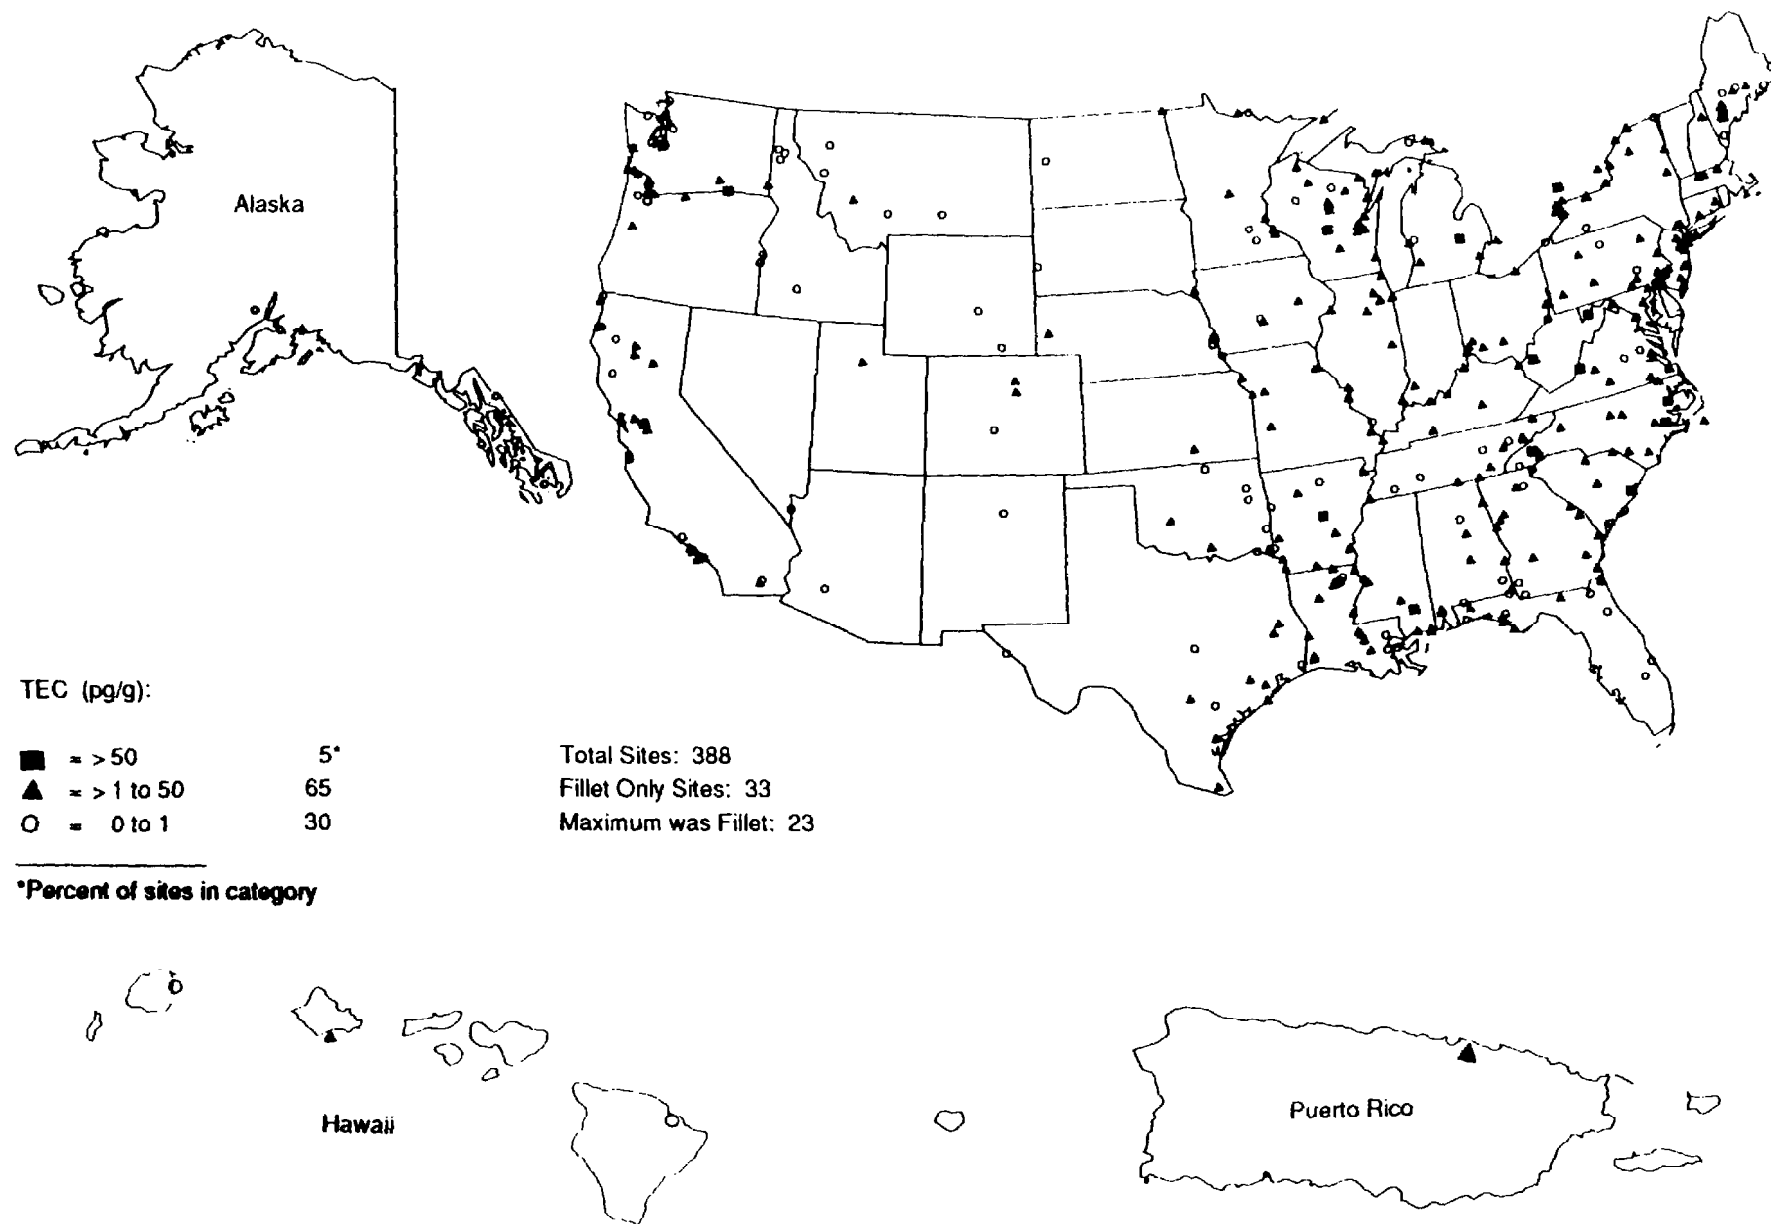 Alaska
TEC (pg/g):
■ = > 50 5*
▲ = > 1 to 50 65
○ = 0 to 1 30
Total Sites: 388
Fillet Only Sites: 33
Maximum was Fillet: 23
*Percent of sites in category
Hawaii
Puerto Rico